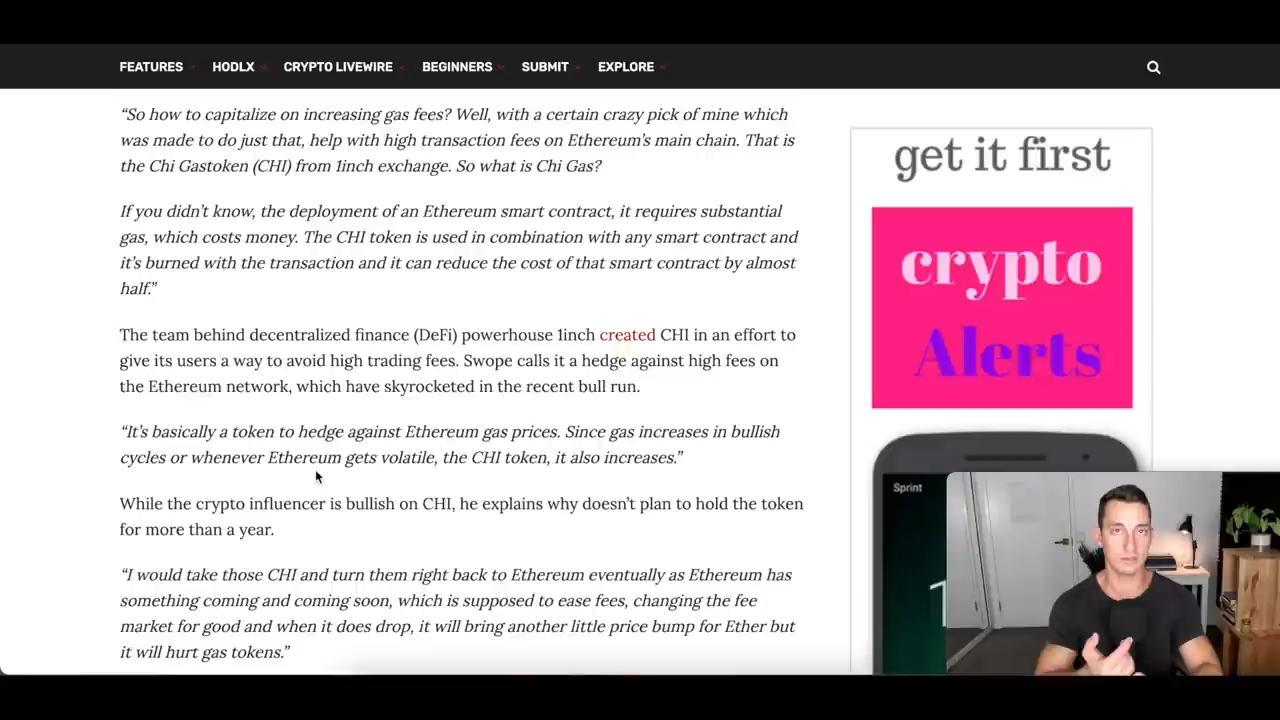 FEATURES HODLX CRYPTO LIVEWIRE BEGINNERS SUBMIT EXPLORE
“So how to capitalize on increasing gas fees? Well, with a certain crazy pick of mine which
was made to do just that, help with high transaction fees on Ethereum’s main chain. That is
the Chi Gastoken (CHI) from 1inch exchange. So what is Chi Gas?
If you didn’t know, the deployment of an Ethereum smart contract, it requires substantial
gas, which costs money. The CHI token is used in combination with any smart contract and
it’s burned with the transaction and it can reduce the cost of that smart contract by almost
half.”
The team behind decentralized finance (DeFi) powerhouse 1inch created CHI in an effort to
give its users a way to avoid high trading fees. Swope calls it a hedge against high fees on
the Ethereum network, which have skyrocketed in the recent bull run.
“It’s basically a token to hedge against Ethereum gas prices. Since gas increases in bullish
cycles or whenever Ethereum gets volatile, the CHI token, it also increases.”
While the crypto influencer is bullish on CHI, he explains why doesn’t plan to hold the token
for more than a year.
“I would take those CHI and turn them right back to Ethereum eventually as Ethereum has
something coming and coming soon, which is supposed to ease fees, changing the fee
market for good and when it does drop, it will bring another little price bump for Ether but
it will hurt gas tokens.”
get it first
crypto
Alerts
Sprint